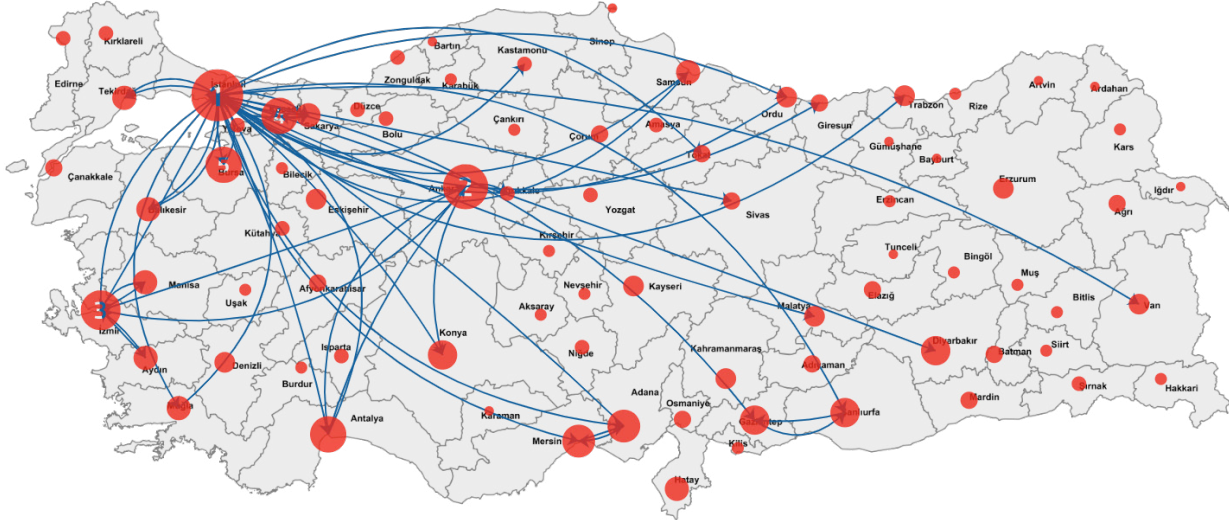 Sinop
Kırklareli
Bartın
Kastamonu
Edirne
Zonguldak
Karabük
Samsun
Artvin
Ardahan
İstanbul
Tekirdağ
Düzce
Sakarya
Bolu
Çankırı
Çorum
Amasya
Ordu
Giresun
Trabzon
Rize
Kars
Tokat
Gümüşhane
Bayburt
Çanakkale
Bursa
Bilecik
Erzurum
Iğdır
Balıkesir
Eskişehir
Yozgat
Sivas
Erzincan
Ağrı
Kütahya
Kırşehir
Tunceli
Bingöl
Muş
Manisa
Uşak
Afyonkarahisar
Nevşehir
Kayseri
Elazığ
Bitlis
Aksaray
Malatya
Van
İzmir
Konya
Diyarbakır
Batman
Siirt
Isparta
Niğde
Kahramanmaraş
Adıyaman
Aydın
Denizli
Burdur
Şırnak
Hakkari
Mardin
Muğla
Antalya
Karaman
Adana
Osmaniye
Gaziantep
Şanlıurfa
Mersin
Kilis
Hatay